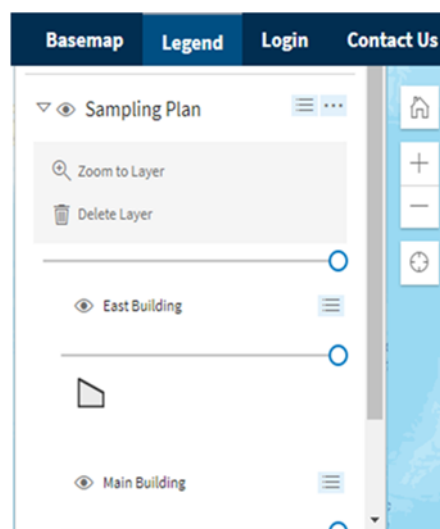 Basemap Legend Login Contact Us
Sampling Plan
Zoom to Layer
Delete Layer
East Building
Main Building